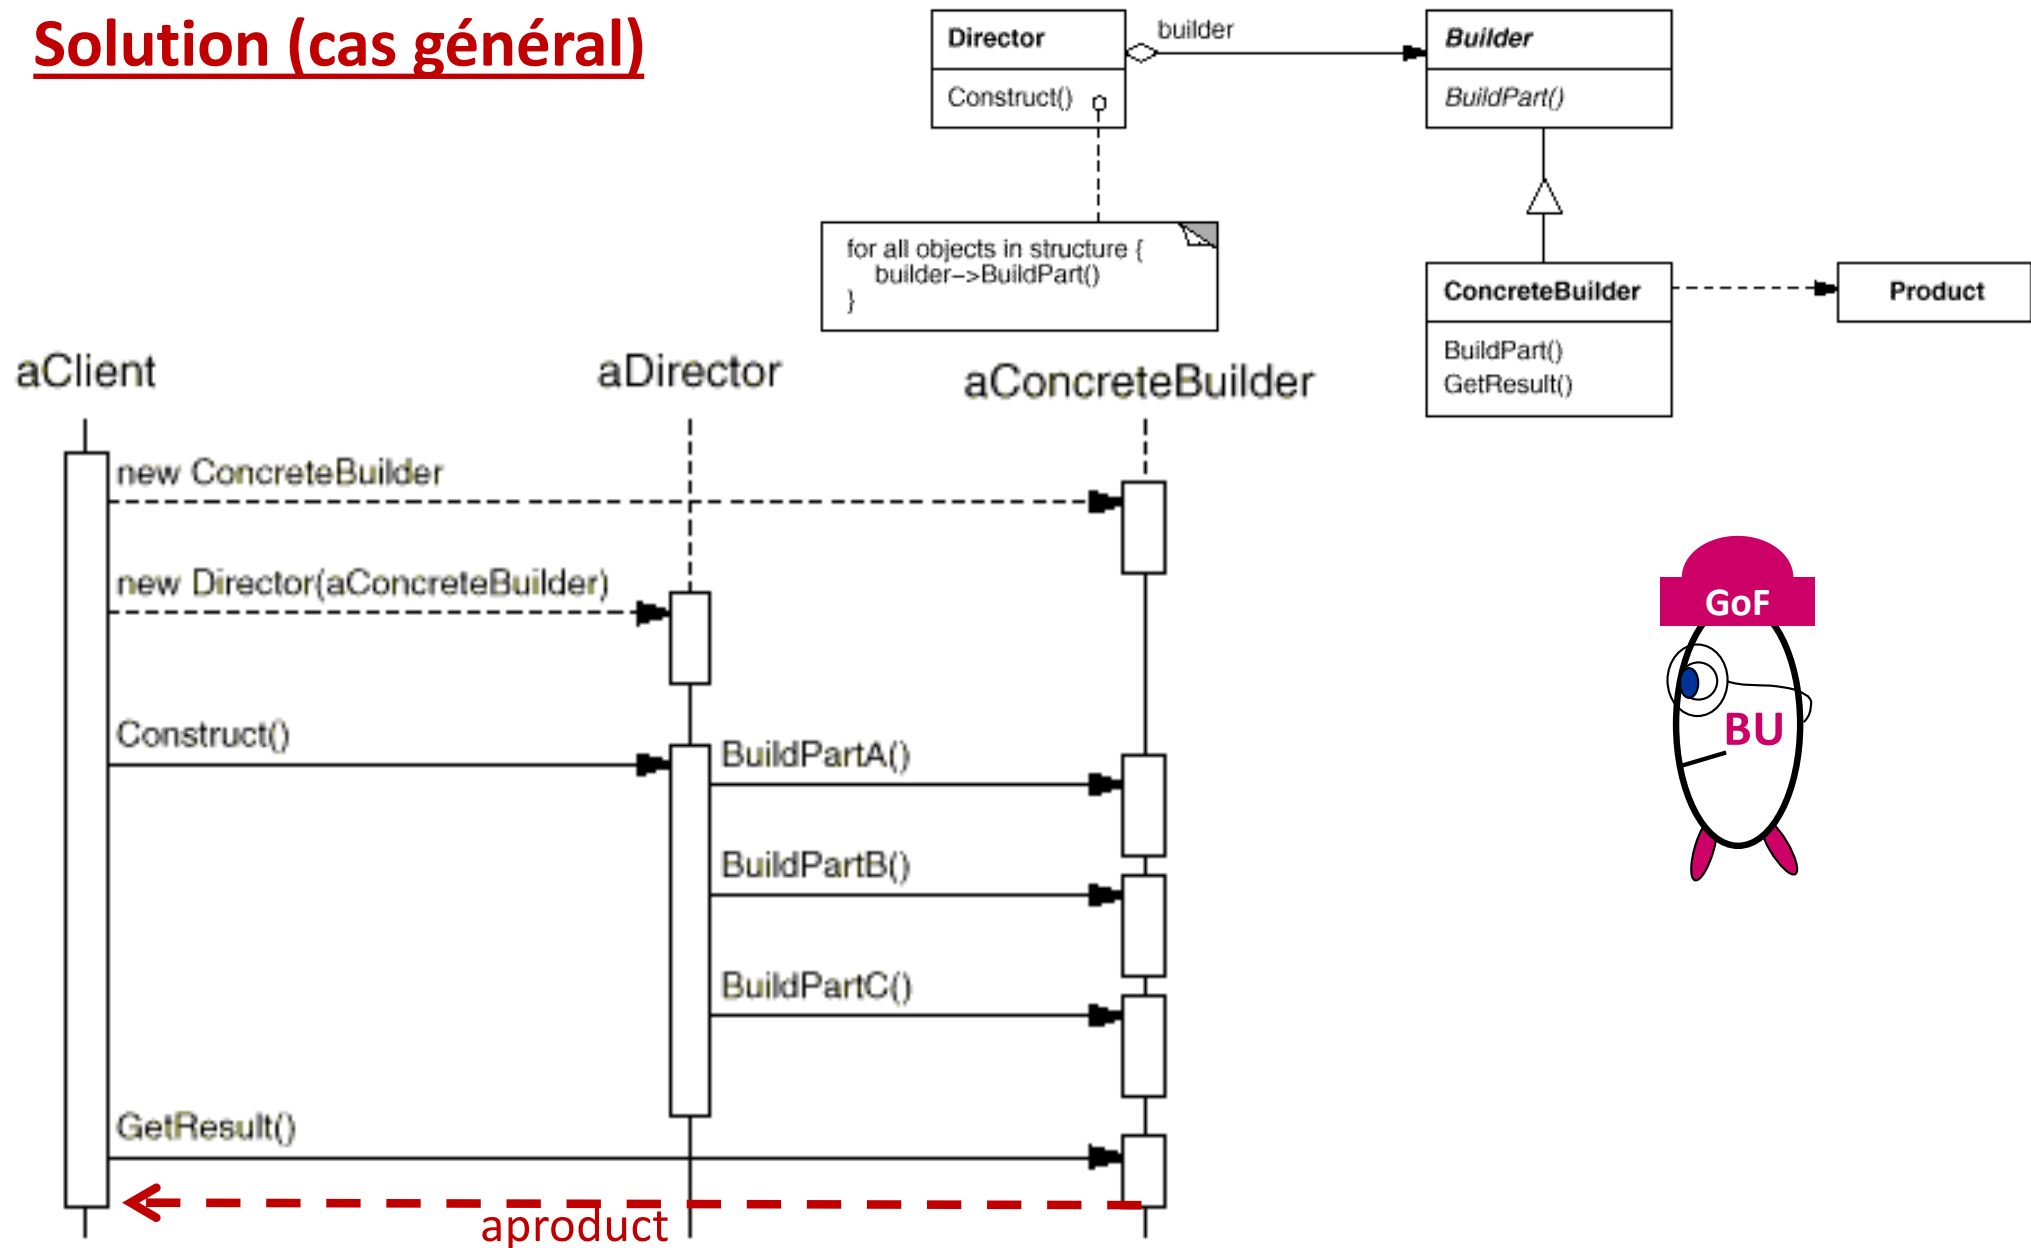 Solution (cas général)
Director
Construct()
builder
Builder
BuildPart()
for all objects in structure {
builder–>BuildPart()
}
ConcreteBuilder
BuildPart()
GetResult()
Product
aClient
aDirector
aConcreteBuilder
new ConcreteBuilder
new Director(aConcreteBuilder)
Construct()
BuildPartA()
BuildPartB()
BuildPartC()
GetResult()
aproduct
GoF
BU